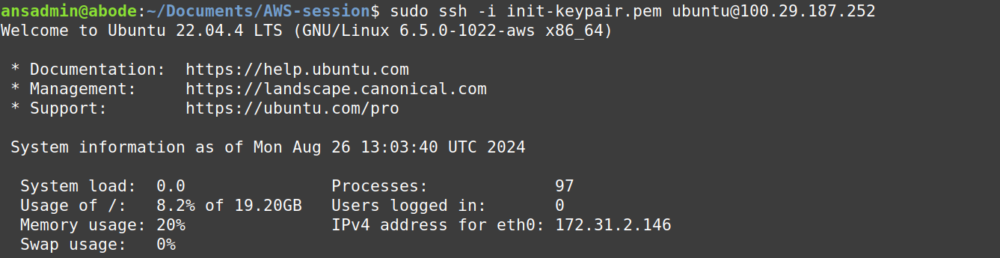 ansadmin@abode:~/Documents/AWS-session$ sudo ssh -i init-keypair.pem ubuntu@100.29.187.252
Welcome to Ubuntu 22.04.4 LTS (GNU/Linux 6.5.0-1022-aws x86_64)

 * Documentation:  https://help.ubuntu.com
 * Management:     https://landscape.canonical.com
 * Support:        https://ubuntu.com/pro

 System information as of Mon Aug 26 13:03:40 UTC 2024

  System load:  0.0               Processes:             97
  Usage of /:   8.2% of 19.20GB   Users logged in:       0
  Memory usage: 20%               IPv4 address for eth0: 172.31.2.146
  Swap usage:   0%